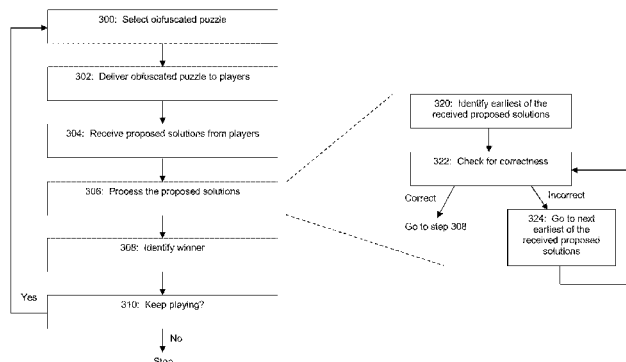 300: Select obfuscated puzzle
302: Deliver obfuscated puzzle to players
304: Receive proposed solutions from players
306: Process the proposed solutions
308: Identify winner
Yes
310: Keep playing?
No
Stop
320: Identify earliest of the
received proposed solutions
322: Check for correctness
Correct
Incorrect
Go to step 308
324: Go to next
earliest of the
received proposed
solutions